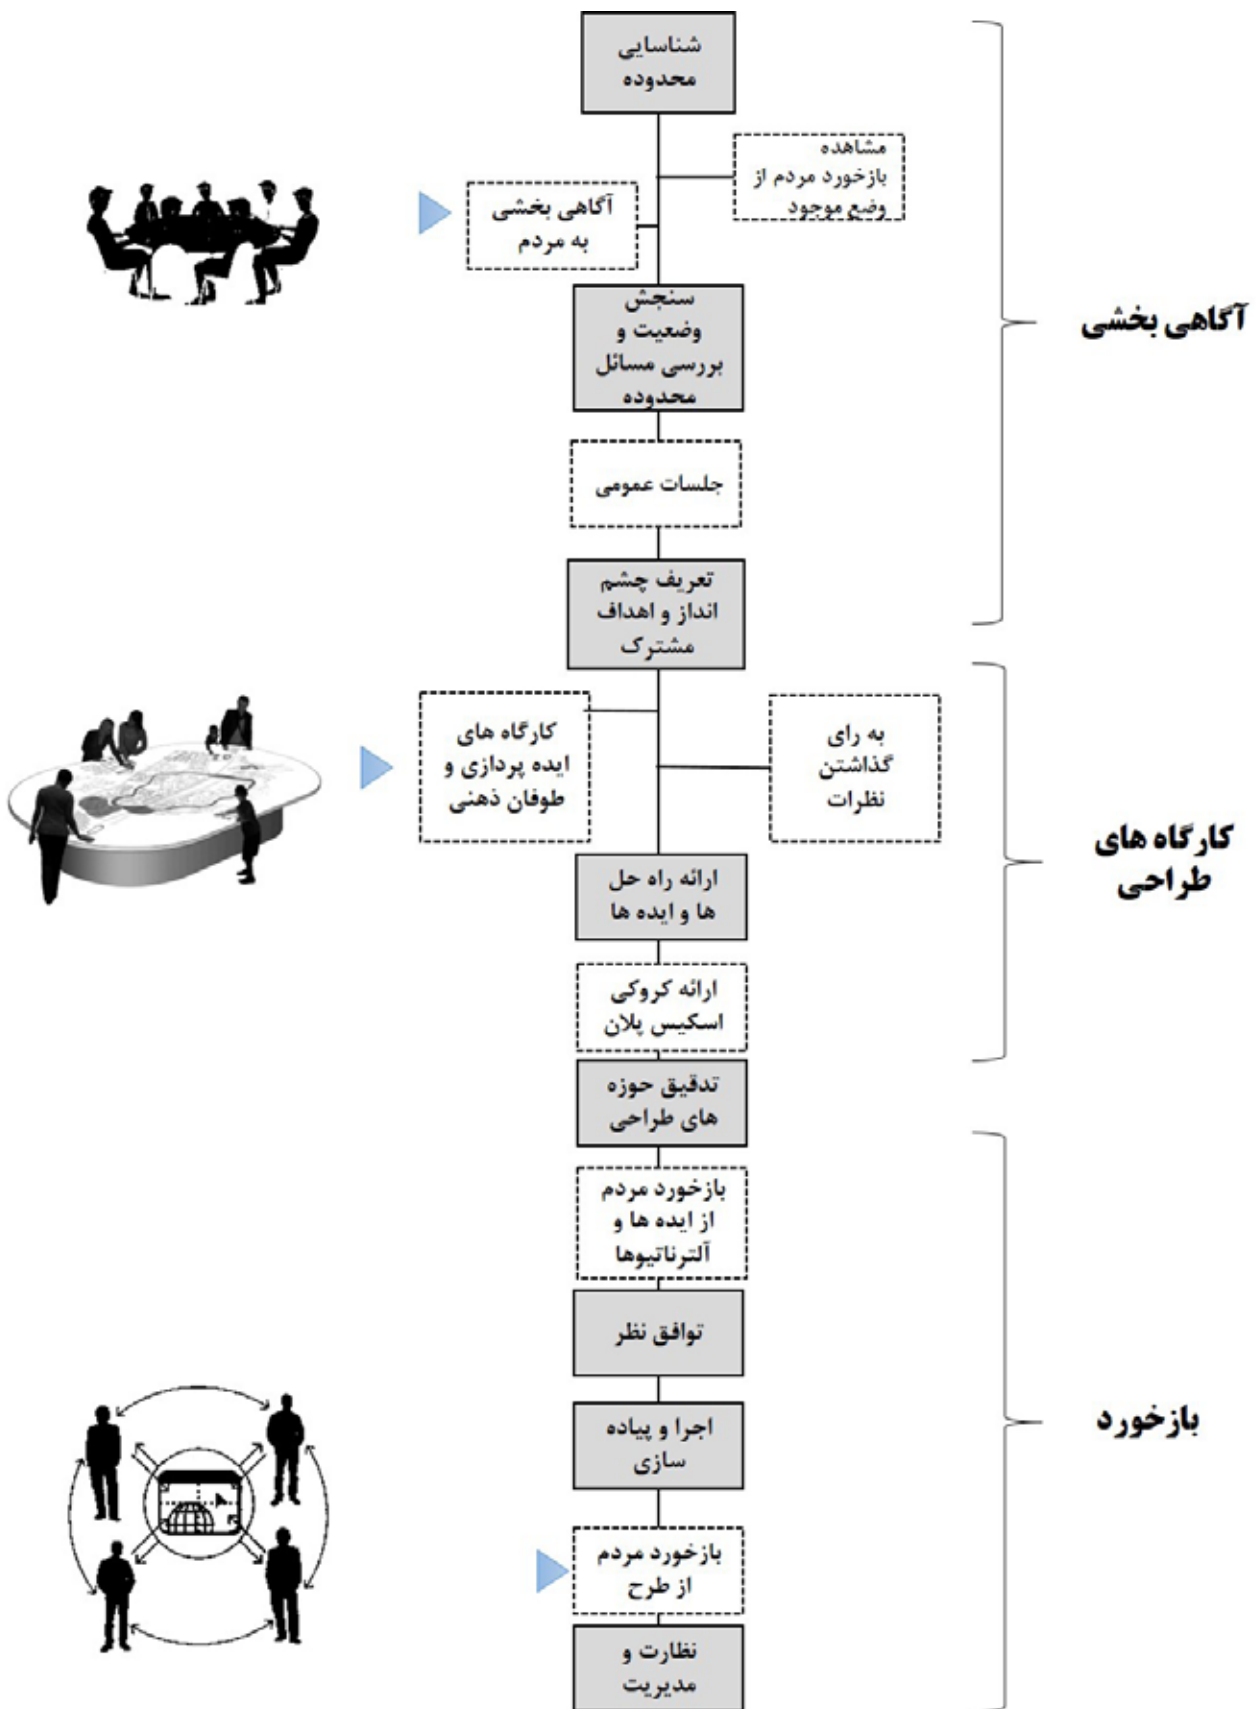 شناسایی
محدوده
مشاهده
بازخورد مردم از
وضع موجود
آگاهی بخشی
به مردم
سنجش
وضعیت و
بررسی مسائل
محدوده
آگاهی بخشی
جلسات عمومی
تعریف چشم
انداز و اهداف
مشترک
به رای
گذاشتن
نظرات
کارگاه های
ایده پردازی و
طوفان ذهنی
کارگاه های
طراحی
ارائه راه حل
ها و ایده ها
ارائه کروکی
اسکیس پلان
تدقیق حوزه
های طراحی
بازخورد مردم
از ایده ها و
آلترناتیوها
توافق نظر
بازخورد
اجرا و پیاده
سازی
بازخورد مردم
از طرح
نظارت و
مدیریت